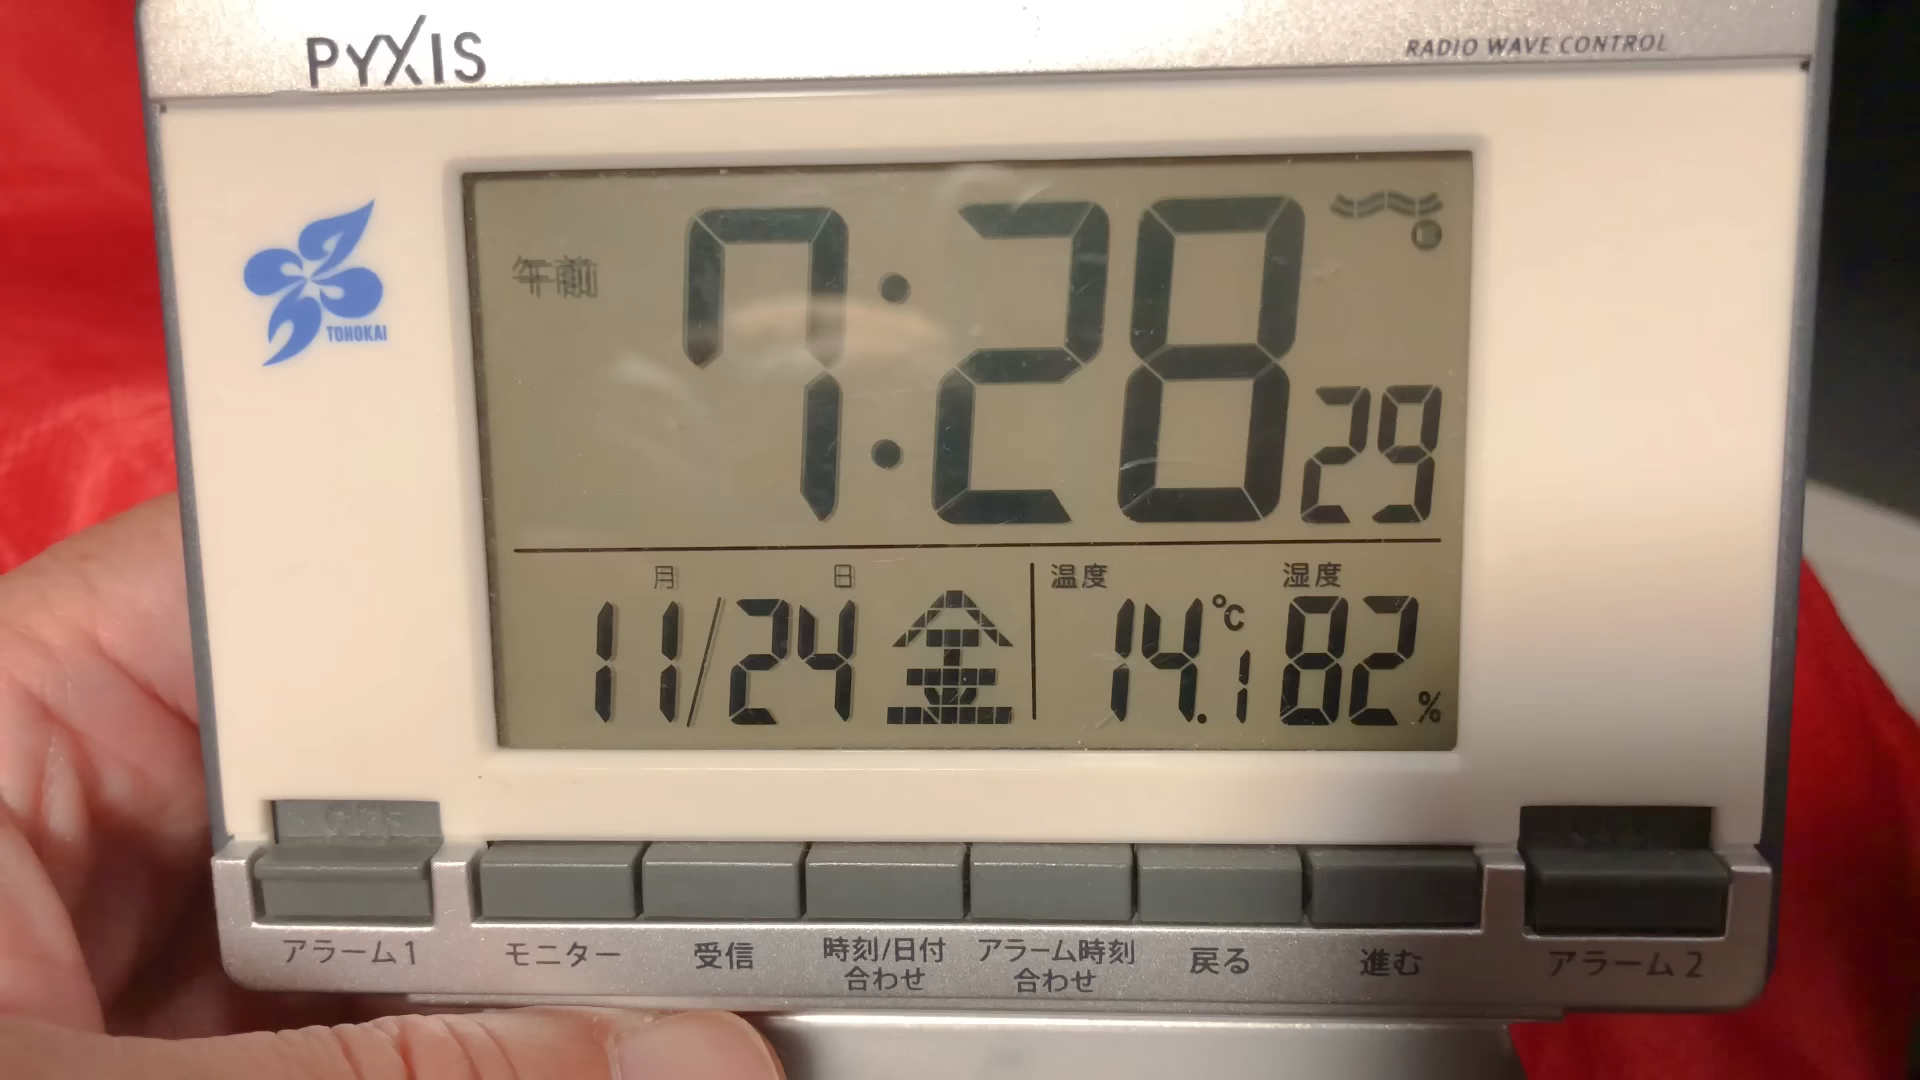 PYXIS
RADIO WAVE CONTROL
TOHOKAI
午前 7:28 29
月 日 温度 湿度
11/24 金 14.1℃ 82%
アラーム1
モニター
受信
時刻/日付
合わせ
アラーム時刻
合わせ
戻る
進む
アラーム2